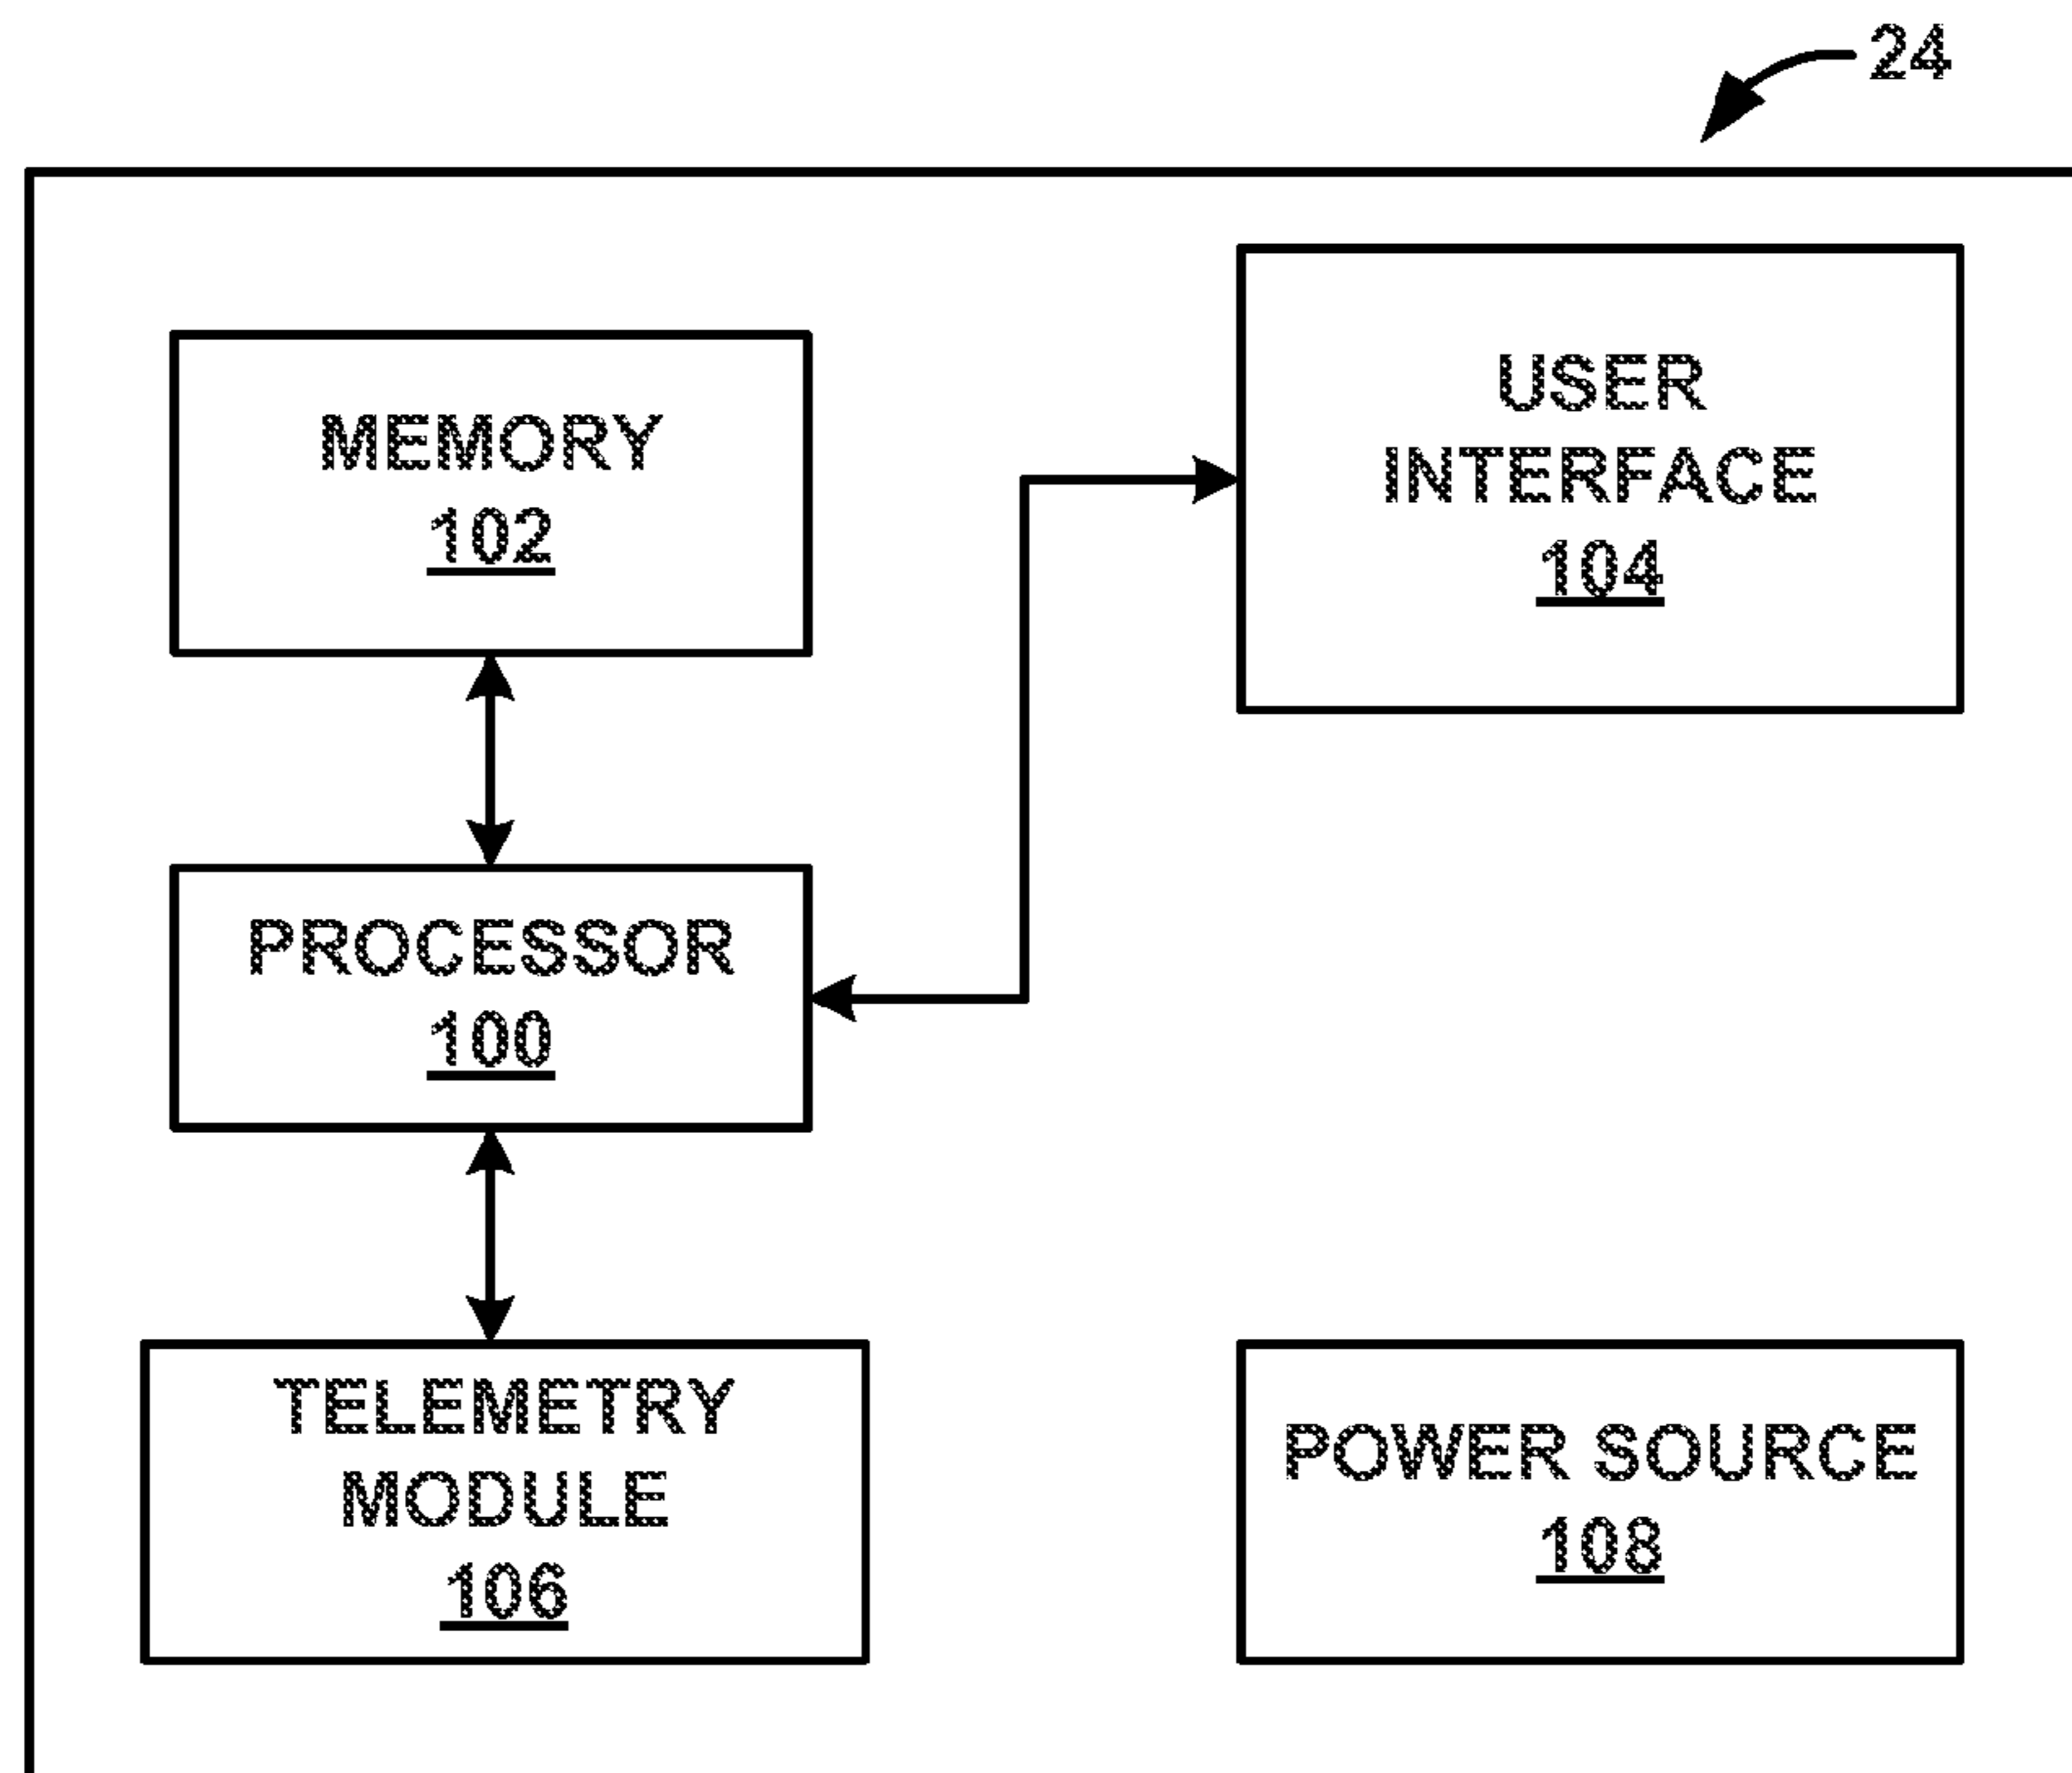 24
MEMORY
102
USER
INTERFACE
104
PROCESSOR
100
TELEMETRY
MODULE
106
POWER SOURCE
108